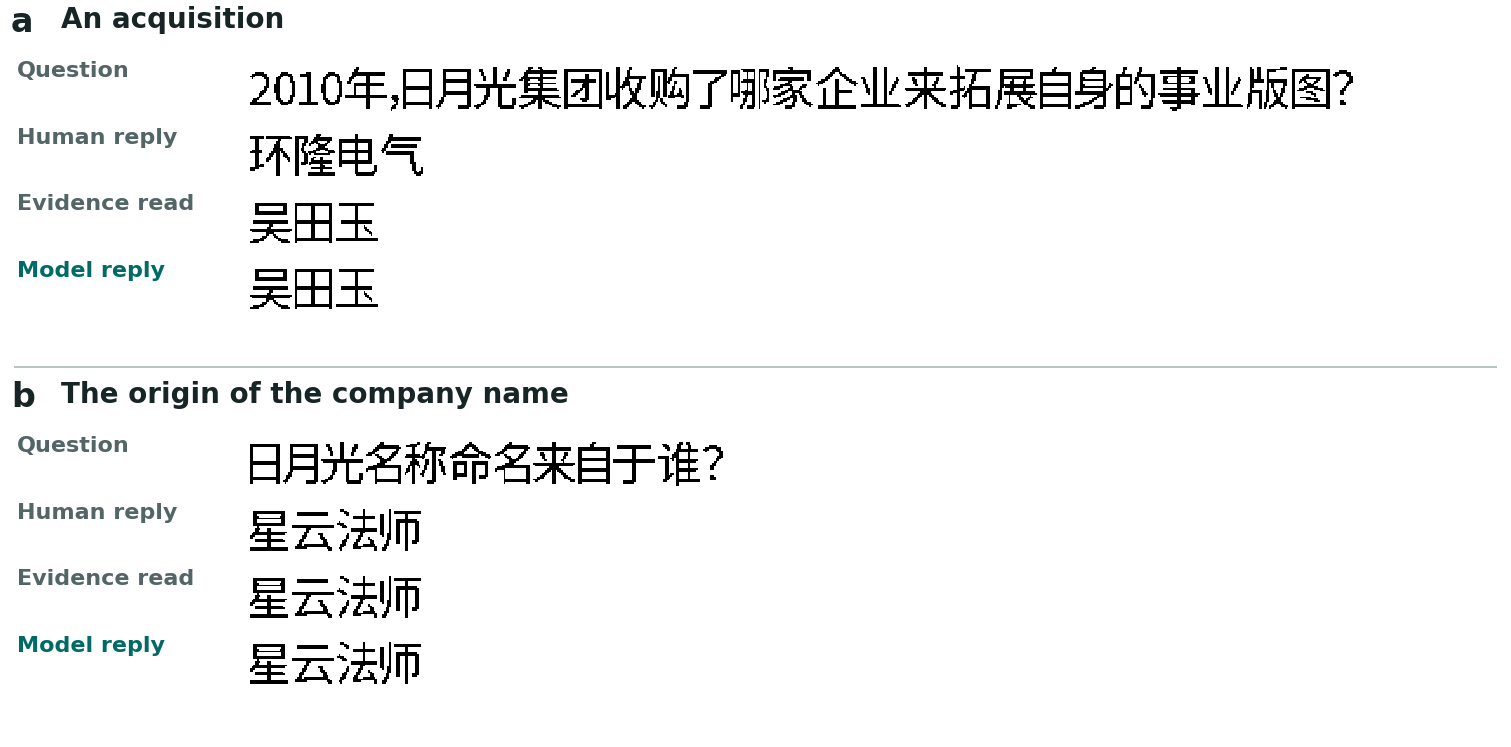 a An acquisition
Question
2010年,日月光集团收购了哪家企业来拓展自身的事业版图?
Human reply
环隆电气
Evidence read
吴田玉
Model reply
吴田玉
b The origin of the company name
Question
日月光名称命名来自于谁?
Human reply
星云法师
Evidence read
星云法师
Model reply
星云法师